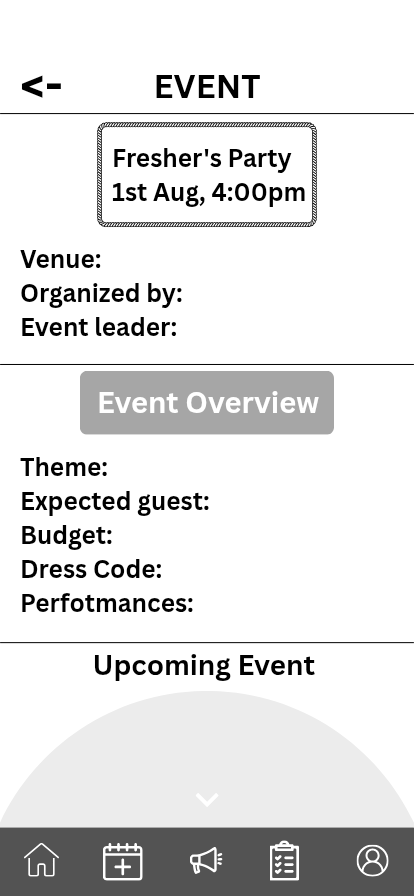 <- EVENT
Fresher's Party
1st Aug, 4:00pm
Venue:
Organized by:
Event leader:
Event Overview
Theme:
Expected guest:
Budget:
Dress Code:
Perfotmances:
Upcoming Event